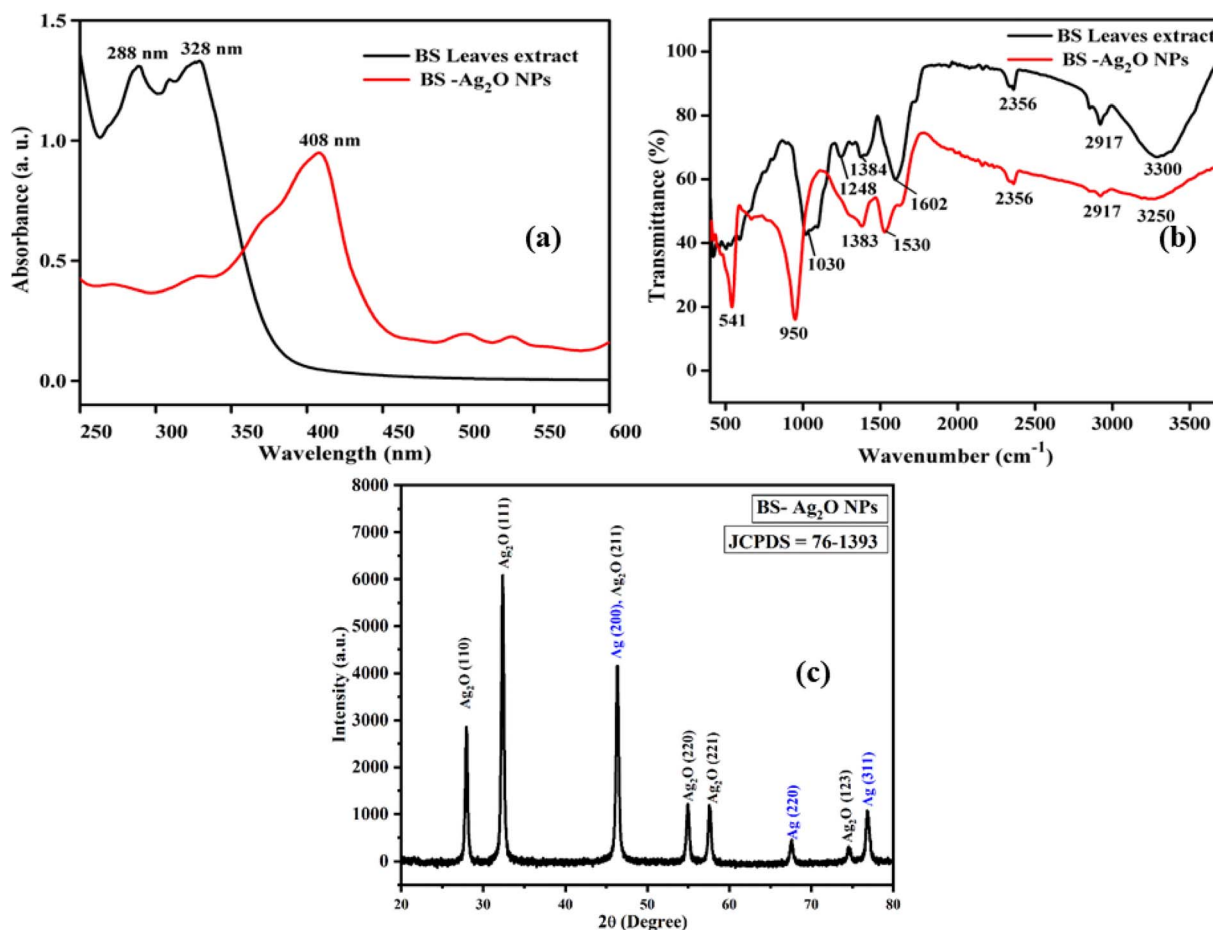 1.5
288 nm
328 nm
BS Leaves extract
BS -Ag₂O NPs
408 nm
(a)
1.0
0.5
0.0
Absorbance (a. u.)
250 300 350 400 450 500 550 600
Wavelength (nm)
100
80
60
40
20
0
BS Leaves extract
BS -Ag₂O NPs
2356
2917
3300
1384
1248
1602
1030
1383
1530
2356
2917
3250
541
950
(b)
Transmittance (%)
500 1000 1500 2000 2500 3000 3500
Wavenumber (cm⁻¹)
8000
7000
6000
5000
4000
3000
2000
1000
0
BS- Ag₂O NPs
JCPDS = 76-1393
Ag₂O (110)
Ag₂O (111)
Ag (200), Ag₂O (211)
Ag₂O (220)
Ag₂O (221)
Ag (220)
Ag₂O (123)
Ag (311)
(c)
Intensity (a.u.)
20 30 40 50 60 70 80
2θ (Degree)